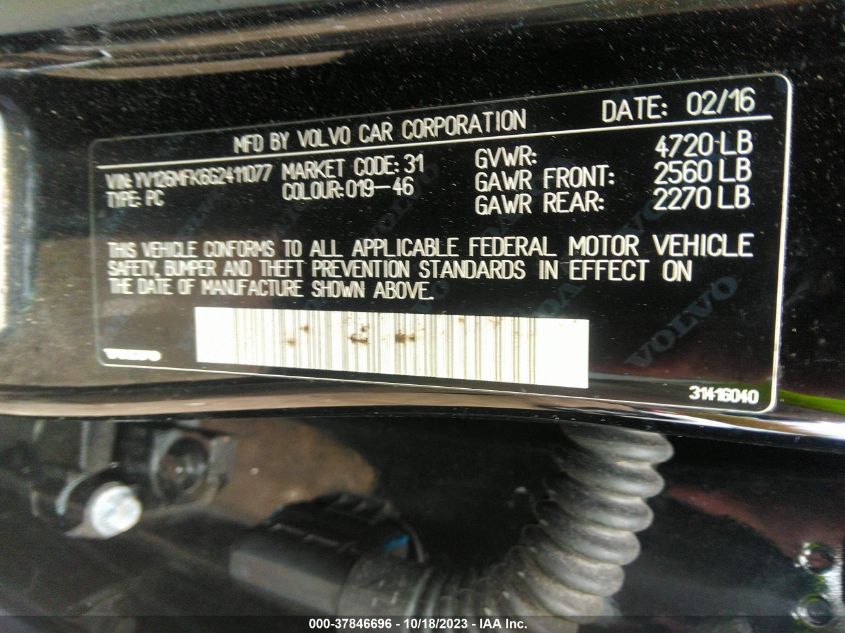 MFD BY VOLVO CAR CORPORATION DATE: 02/16
VIN: YV126MFK6G2411077 MARKET CODE: 31 GVWR: 4720 LB
TYPE: PC COLOUR: 019-46 GAWR FRONT: 2560 LB
GAWR REAR: 2270 LB
THIS VEHICLE CONFORMS TO ALL APPLICABLE FEDERAL MOTOR VEHICLE
SAFETY, BUMPER AND THEFT PREVENTION STANDARDS IN EFFECT ON
THE DATE OF MANUFACTURE SHOWN ABOVE.
VOLVO
31416040
000-37846696 - 10/18/2023 - IAA Inc.